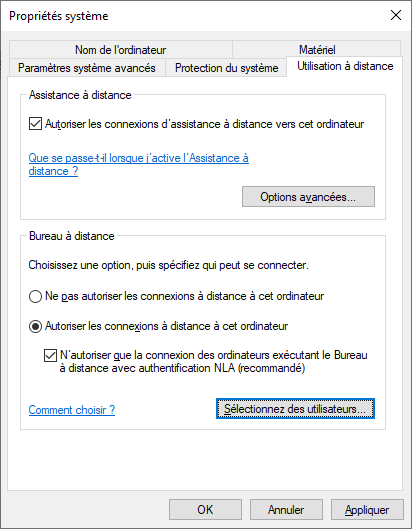 Propriétés système
Nom de l'ordinateur
Matériel
Paramètres système avancés
Protection du système
Utilisation à distance
Assistance à distance
Autoriser les connexions d'assistance à distance vers cet ordinateur
Que se passe-t-il lorsque j'active l'Assistance à
distance ?
Options avancées...
Bureau à distance
Choisissez une option, puis spécifiez qui peut se connecter.
Ne pas autoriser les connexions à distance à cet ordinateur
Autoriser les connexions à distance à cet ordinateur
N'autoriser que la connexion des ordinateurs exécutant le Bureau
à distance avec authentification NLA (recommandé)
Comment choisir ?
Sélectionnez des utilisateurs...
OK
Annuler
Appliquer